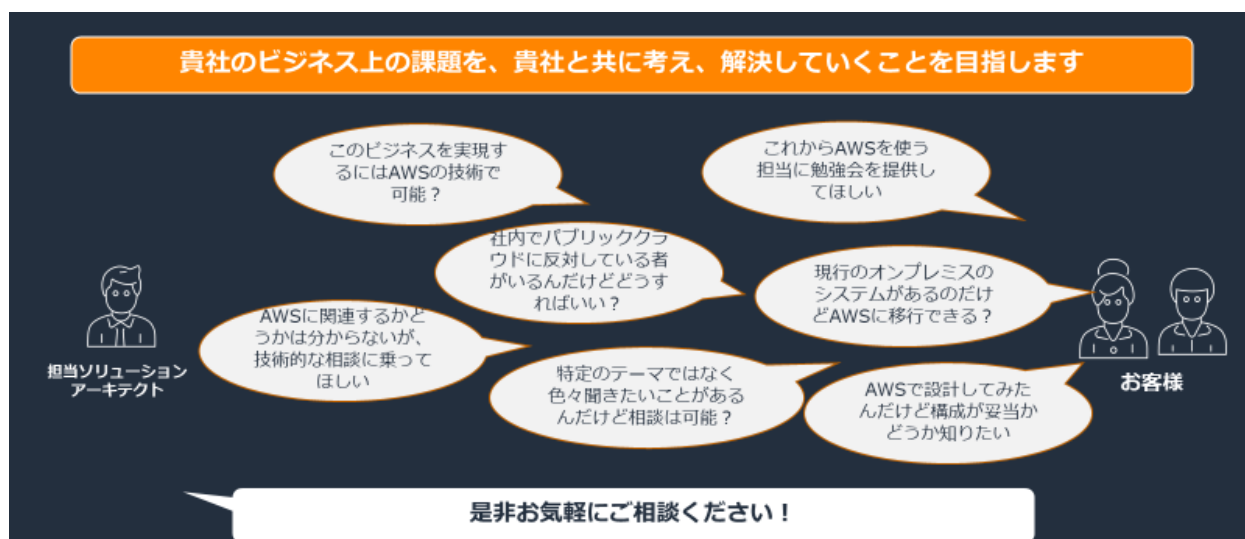 貴社のビジネス上の課題を、貴社と共に考え、解決していくことを目指します
このビジネスを実現す
るにはAWSの技術で
可能？
これからAWSを使う
担当に勉強会を提供し
てほしい
社内でパブリッククラ
ウドに反対している者
がいるんだけどどうす
ればいい？
現行のオンプレミスの
システムがあるのだけ
どAWSに移行できる？
AWSに関連するかど
うかは分からないが、
技術的な相談に乗って
ほしい
特定のテーマではなく
色々聞きたいことがある
んだけど相談は可能？
AWSで設計してみた
んだけど構成が妥当か
どうか知りたい
担当ソリューション
アーキテクト
お客様
是非お気軽にご相談ください！